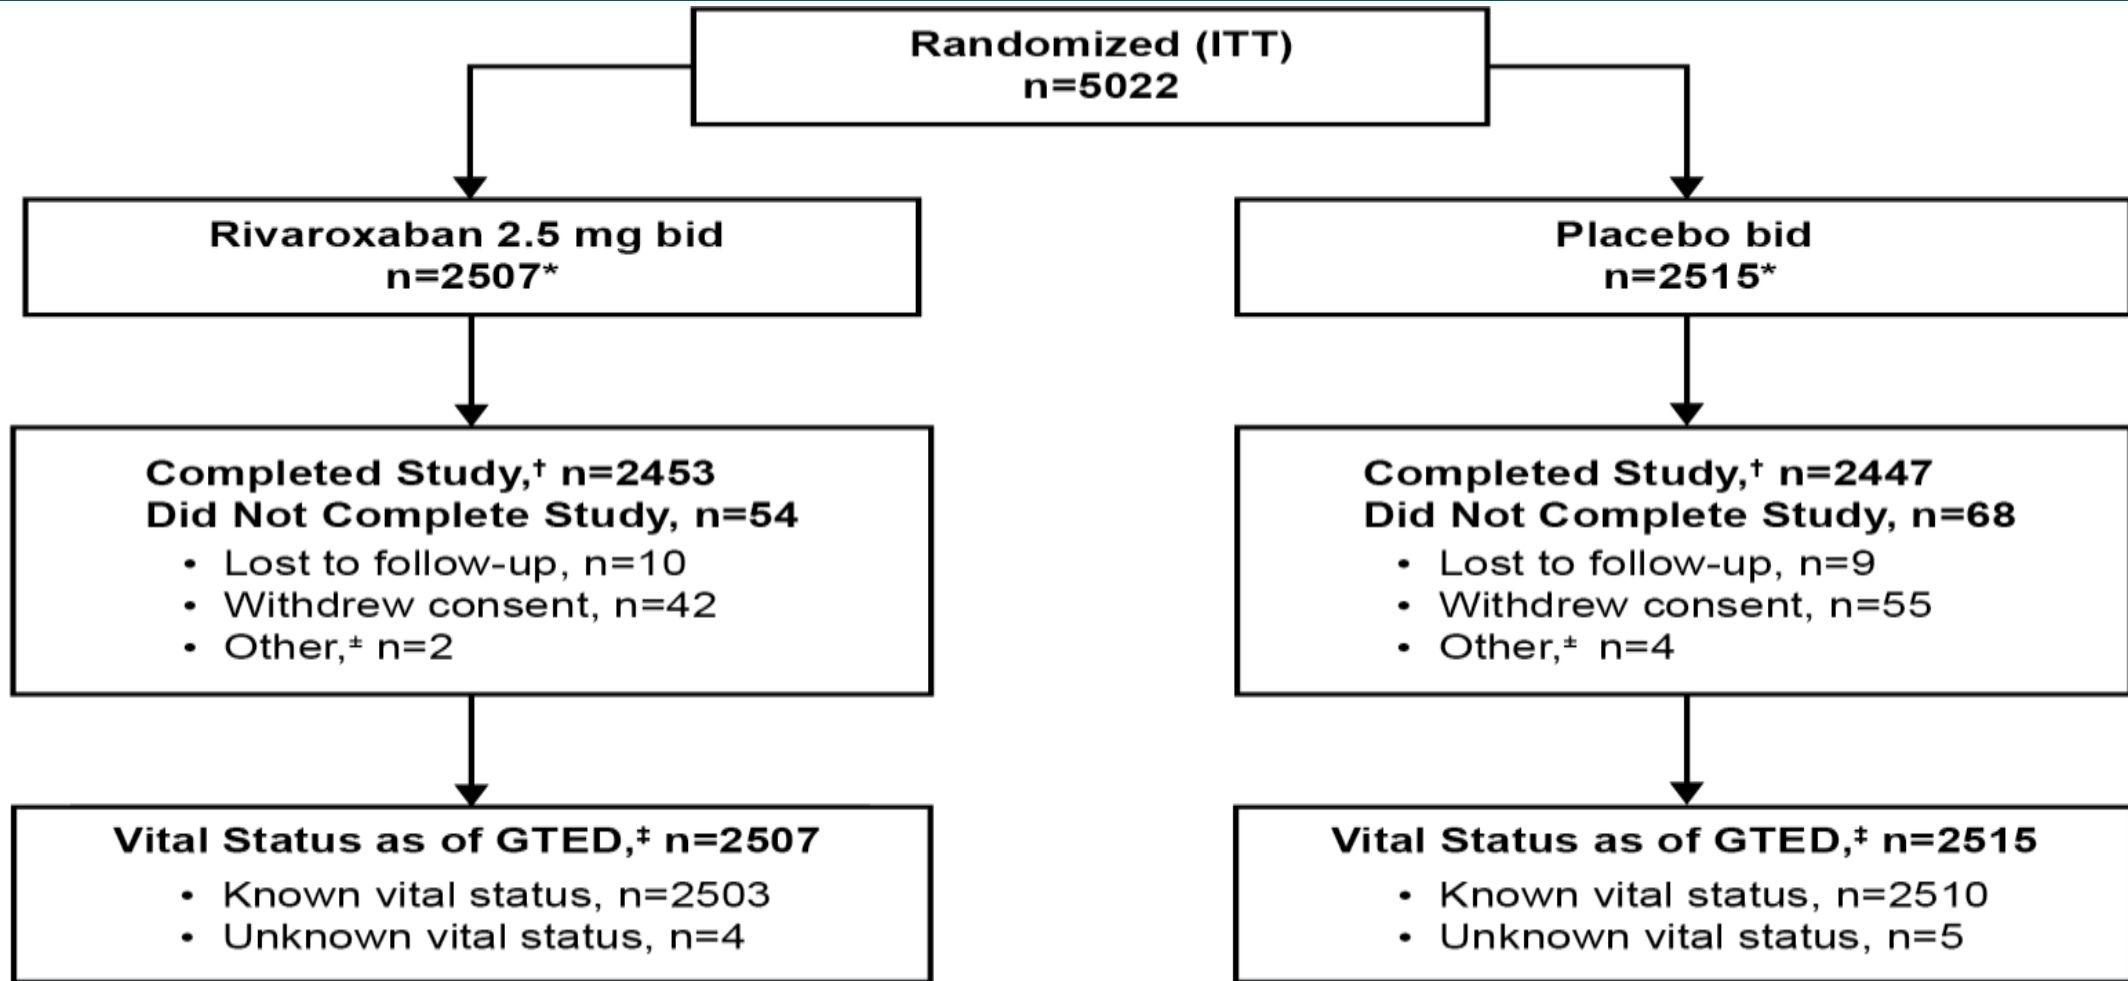 Randomized (ITT)
n=5022
Rivaroxaban 2.5 mg bid
n=2507*
Placebo bid
n=2515*
Completed Study,† n=2453
Did Not Complete Study, n=54
• Lost to follow-up, n=10
• Withdrew consent, n=42
• Other,± n=2
Completed Study,† n=2447
Did Not Complete Study, n=68
• Lost to follow-up, n=9
• Withdrew consent, n=55
• Other,± n=4
Vital Status as of GTED,‡ n=2507
• Known vital status, n=2503
• Unknown vital status, n=4
Vital Status as of GTED,‡ n=2515
• Known vital status, n=2510
• Unknown vital status, n=5